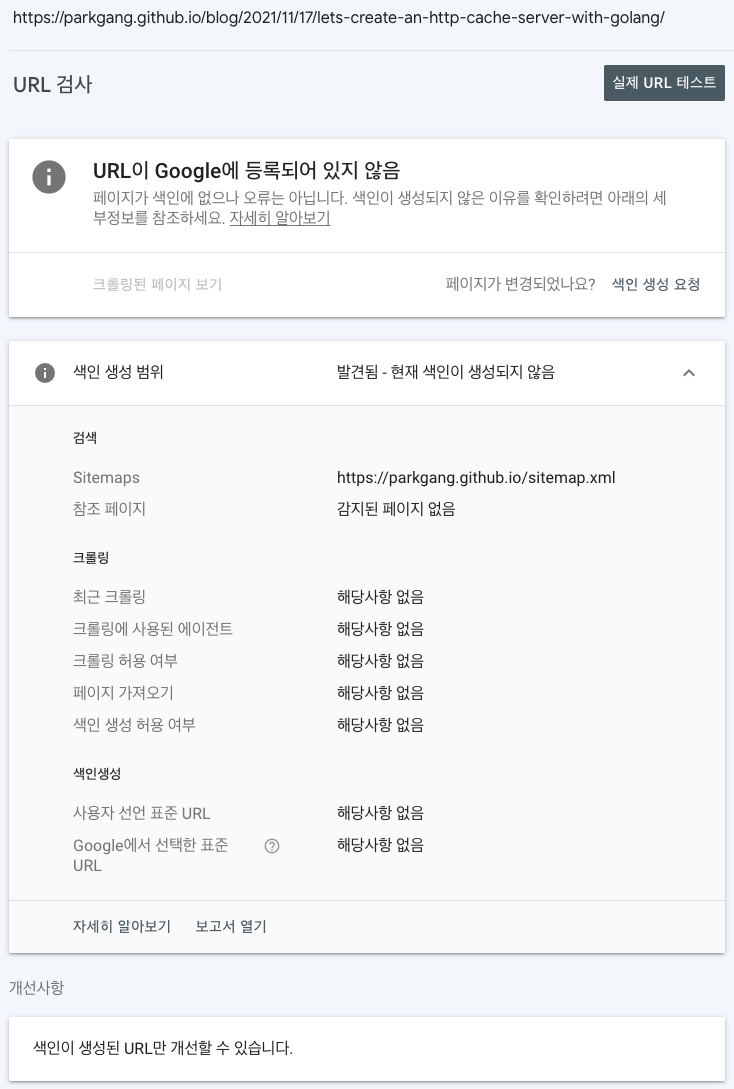 https://parkgang.github.io/blog/2021/11/17/lets-create-an-http-cache-server-with-golang/
URL 검사
실제 URL 테스트
URL이 Google에 등록되어 있지 않음
페이지가 색인에 없으나 오류는 아닙니다. 색인이 생성되지 않은 이유를 확인하려면 아래의 세
부정보를 참조하세요. 자세히 알아보기
크롤링된 페이지 보기
페이지가 변경되었나요? 색인 생성 요청
색인 생성 범위
발견됨 - 현재 색인이 생성되지 않음
검색
Sitemaps
https://parkgang.github.io/sitemap.xml
참조 페이지
감지된 페이지 없음
크롤링
최근 크롤링
해당사항 없음
크롤링에 사용된 에이전트
해당사항 없음
크롤링 허용 여부
해당사항 없음
페이지 가져오기
해당사항 없음
색인 생성 허용 여부
해당사항 없음
색인생성
사용자 선언 표준 URL
해당사항 없음
Google에서 선택한 표준
URL
해당사항 없음
자세히 알아보기
보고서 열기
개선사항
색인이 생성된 URL만 개선할 수 있습니다.